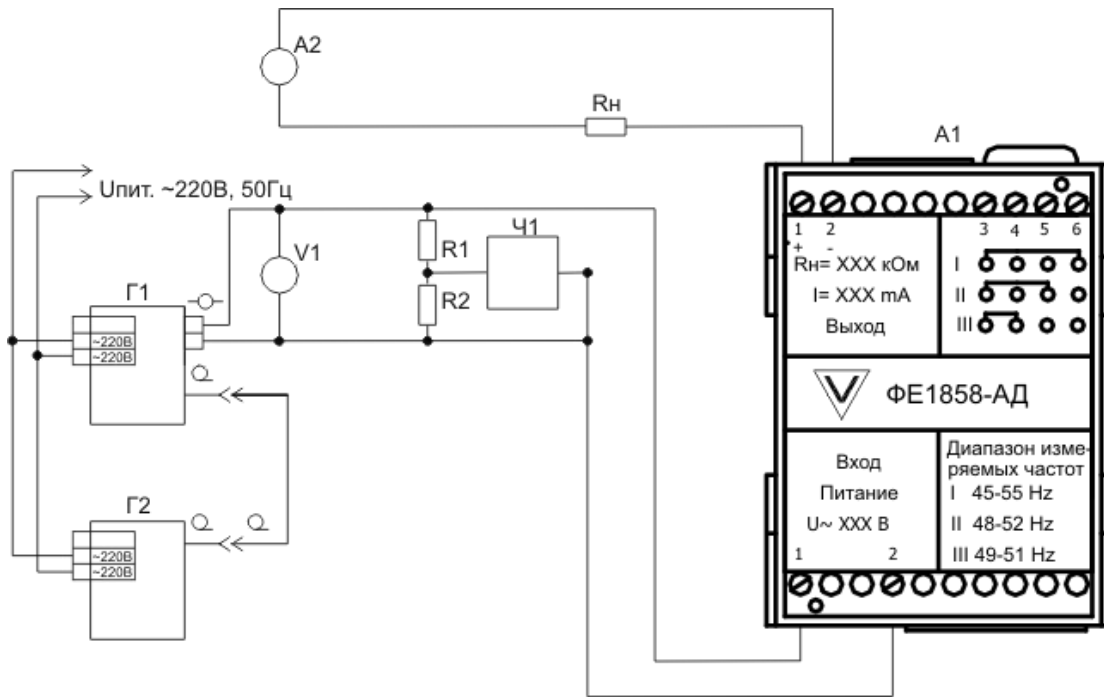 А2
Rн
А1
Uпит. ~220В, 50Гц
V1
R1
Ч1
R2
Г1
~220В
~220В
Г2
~220В
~220В
1 2 3 4 5 6
+ -
Rн= XXX кОм
I= XXX mA
Выход
I
II
III
V ФЕ1858-АД
Вход
Питание
U~ XXX В
1 2
Диапазон изме-
ряемых частот
I 45-55 Hz
II 48-52 Hz
III 49-51 Hz